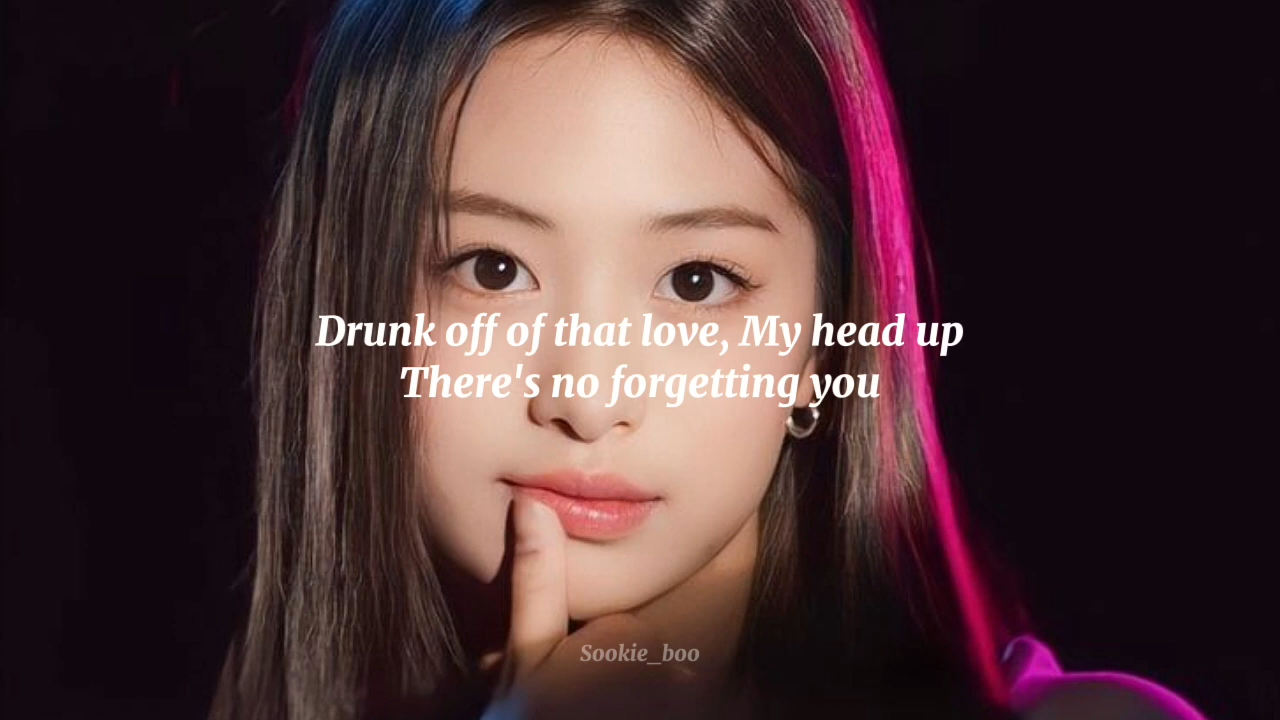 Drunk off of that love, My head up
There's no forgetting you
Sookie_boo